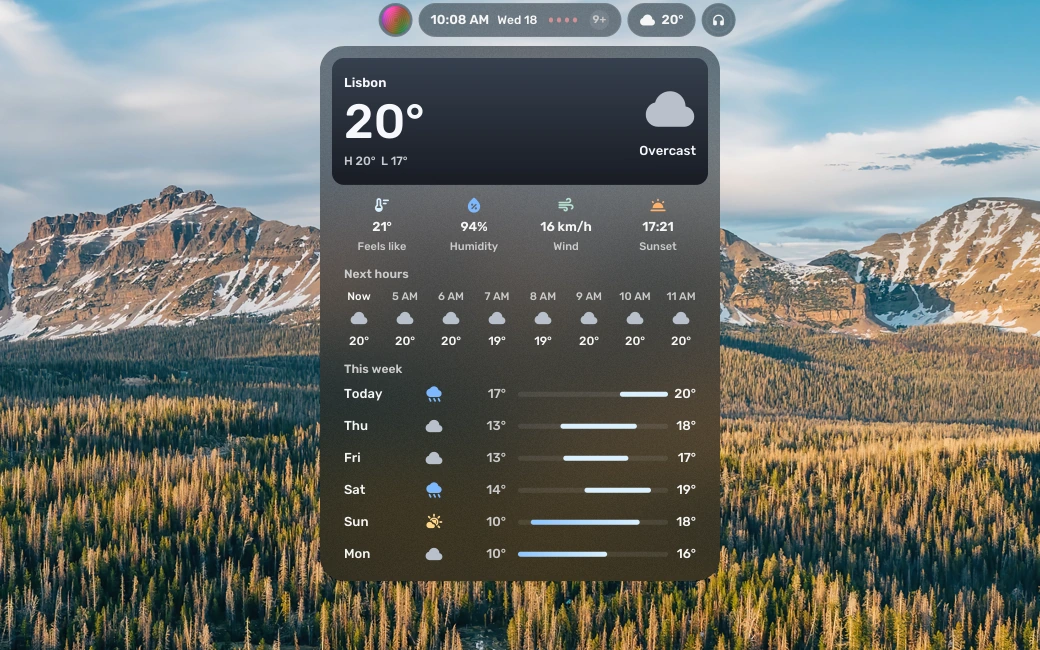 10:08 AM Wed 18 9+ 20°
Lisbon
20°
H 20° L 17°
Overcast
21° 94% 16 km/h 17:21
Feels like Humidity Wind Sunset
Next hours
Now 5 AM 6 AM 7 AM 8 AM 9 AM 10 AM 11 AM
20° 20° 20° 19° 19° 20° 20° 20°
This week
Today 17° 20°
Thu 13° 18°
Fri 13° 17°
Sat 14° 19°
Sun 10° 18°
Mon 10° 16°